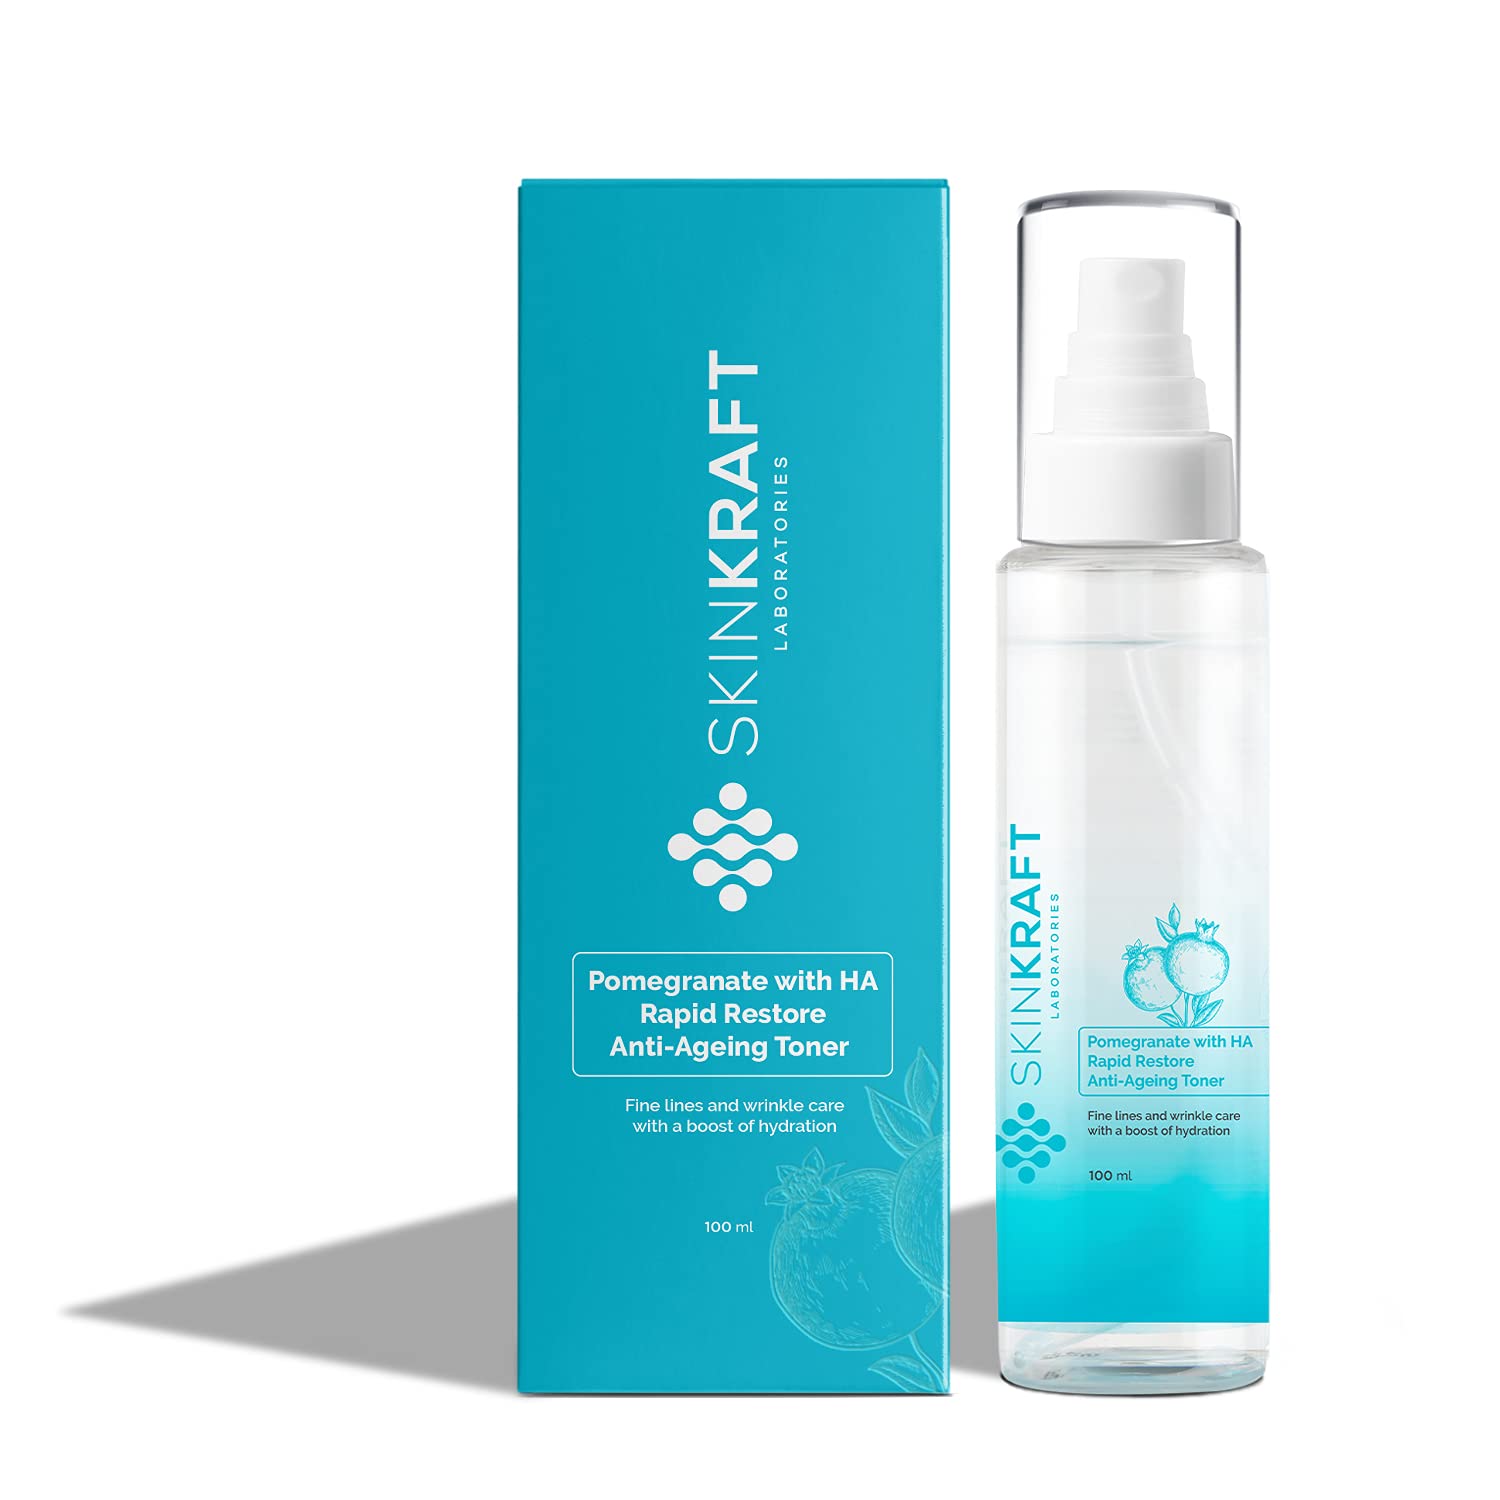 SKINKRAFT
LABORATORIES
Pomegranate with HA
Rapid Restore
Anti-Ageing Toner
Fine lines and wrinkle care
with a boost of hydration
100 ml
SKINKRAFT
LABORATORIES
Pomegranate with HA
Rapid Restore
Anti-Ageing Toner
Fine lines and wrinkle care
with a boost of hydration
100 ml